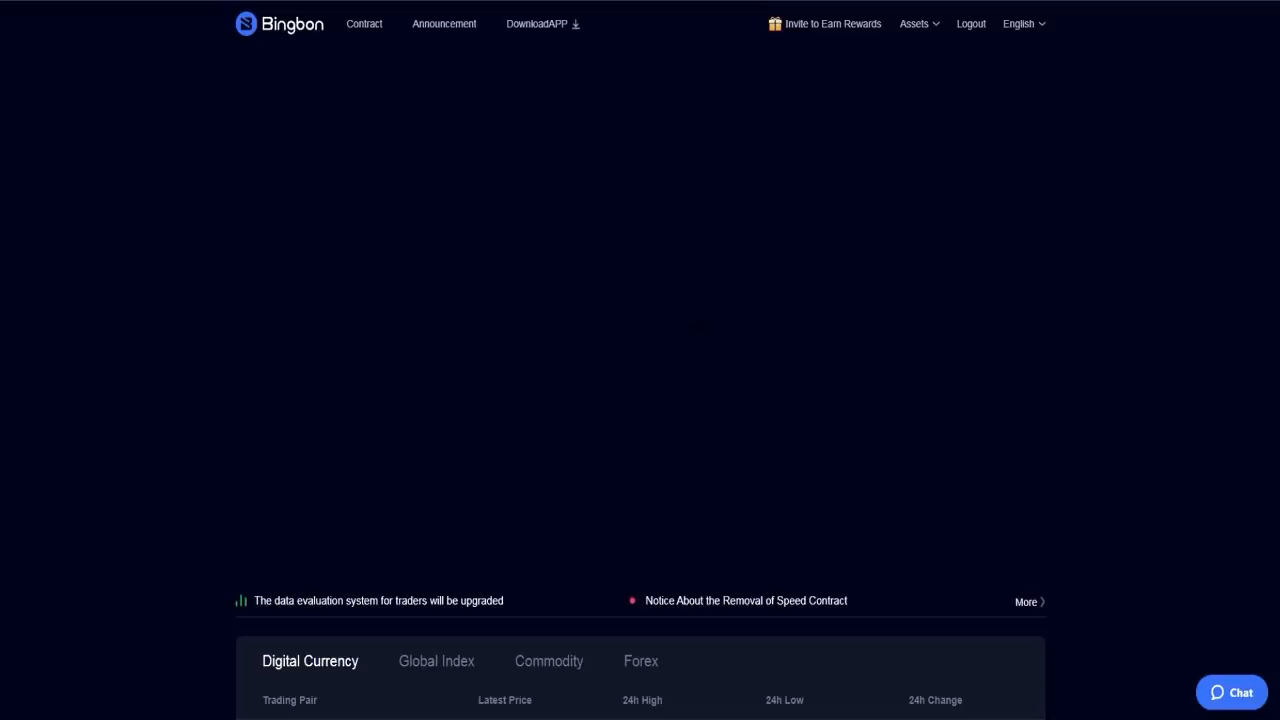 Bingbon Contract Announcement DownloadAPP Invite to Earn Rewards Assets Logout English
The data evaluation system for traders will be upgraded Notice About the Removal of Speed Contract More
Digital Currency Global Index Commodity Forex
Trading Pair Latest Price 24h High 24h Low 24h Change
Chat